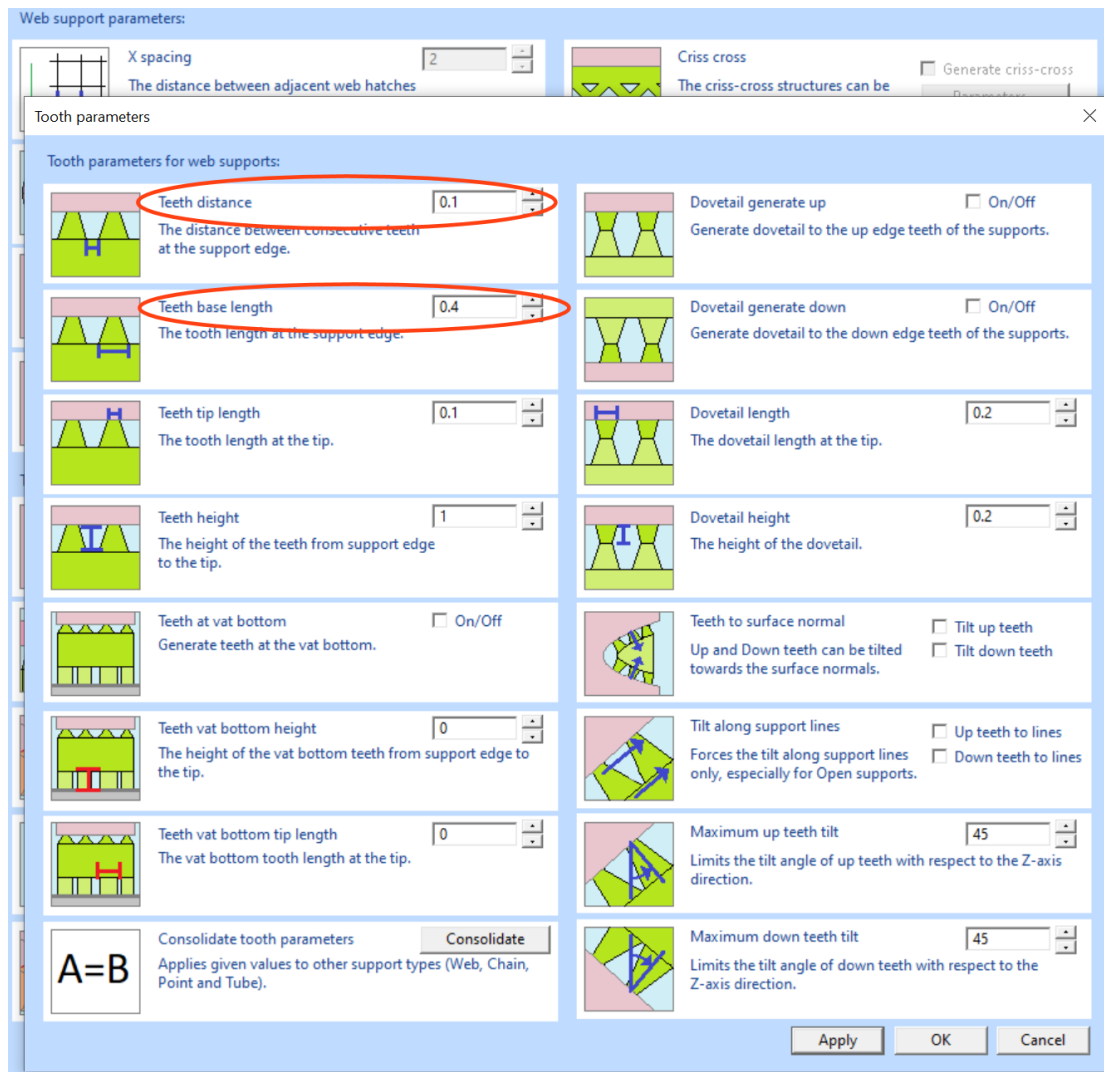 Web support parameters:
X spacing
2
The distance between adjacent web hatches
Criss cross
Generate criss-cross
The criss-cross structures can be
Parameters
Tooth parameters
Tooth parameters for web supports:
Teeth distance
0.1
The distance between consecutive teeth
at the support edge.
Teeth base length
0.4
The tooth length at the support edge.
Teeth tip length
0.1
The tooth length at the tip.
Teeth height
1
The height of the teeth from support edge
to the tip.
Teeth at vat bottom
On/Off
Generate teeth at the vat bottom.
Teeth vat bottom height
0
The height of the vat bottom teeth from support edge to
the tip.
Teeth vat bottom tip length
0
The vat bottom tooth length at the tip.
A=B
Consolidate tooth parameters
Consolidate
Applies given values to other support types (Web, Chain,
Point and Tube).
Dovetail generate up
On/Off
Generate dovetail to the up edge teeth of the supports.
Dovetail generate down
On/Off
Generate dovetail to the down edge teeth of the supports.
Dovetail length
0.2
The dovetail length at the tip.
Dovetail height
0.2
The height of the dovetail.
Teeth to surface normal
Tilt up teeth
Up and Down teeth can be tilted
Tilt down teeth
towards the surface normals.
Tilt along support lines
Up teeth to lines
Forces the tilt along support lines
Down teeth to lines
only, especially for Open supports.
Maximum up teeth tilt
45
Limits the tilt angle of up teeth with respect to the Z-axis
direction.
Maximum down teeth tilt
45
Limits the tilt angle of down teeth with respect to the
Z-axis direction.
Apply
OK
Cancel